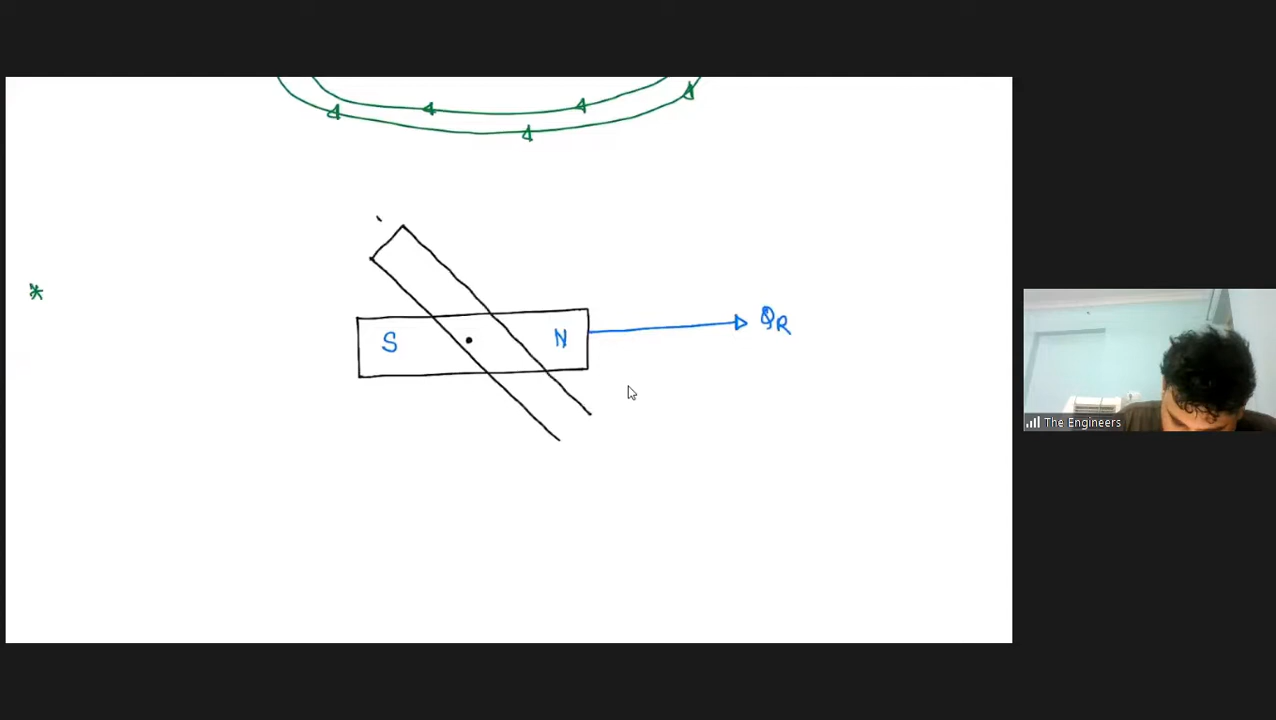 *
S N ΦR
The Engineers